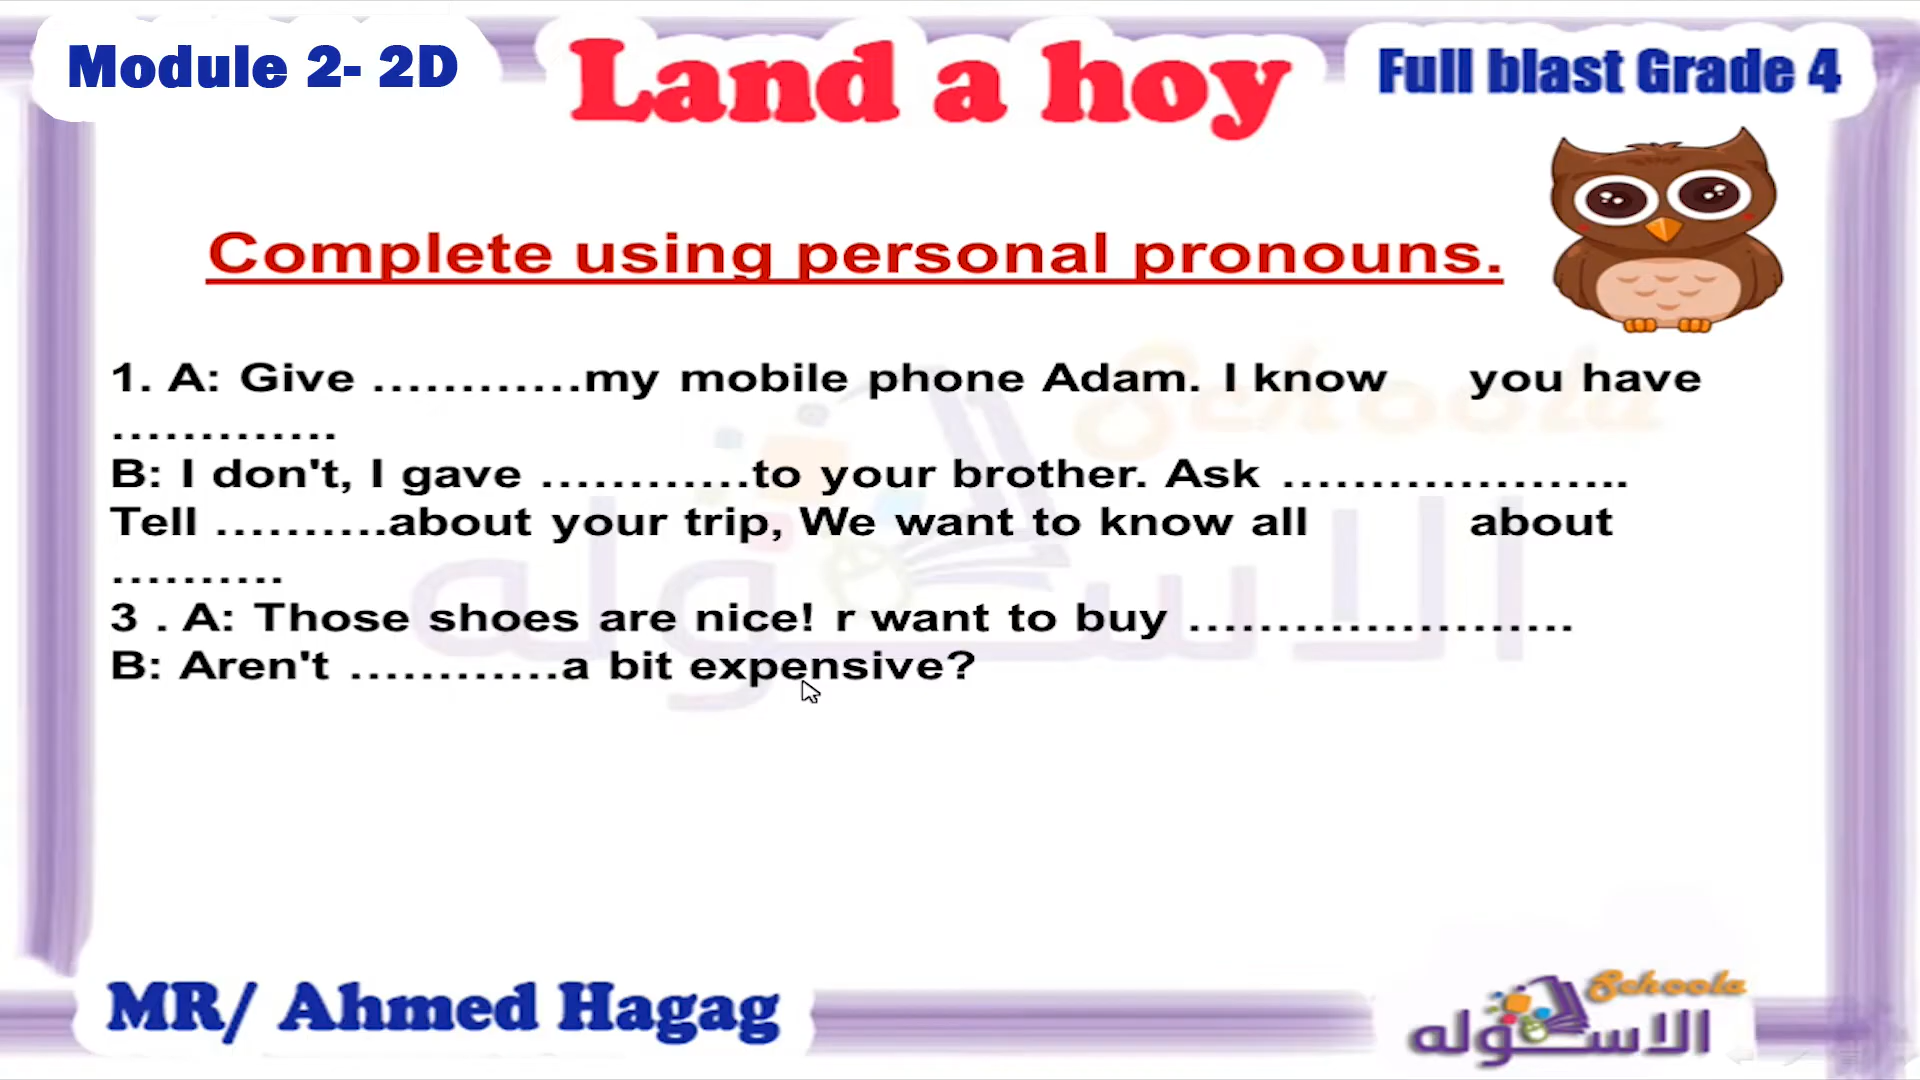 Module 2- 2D
Land a hoy
Full blast Grade 4
Complete using personal pronouns.
1. A: Give …………my mobile phone Adam. I know you have
………….
B: I don't, I gave …………to your brother. Ask ………………..
Tell ……….about your trip, We want to know all about
……….
3 . A: Those shoes are nice! r want to buy …………………….
B: Aren't …………a bit expensive?
MR/ Ahmed Hagag
Schoola
الاسكوله